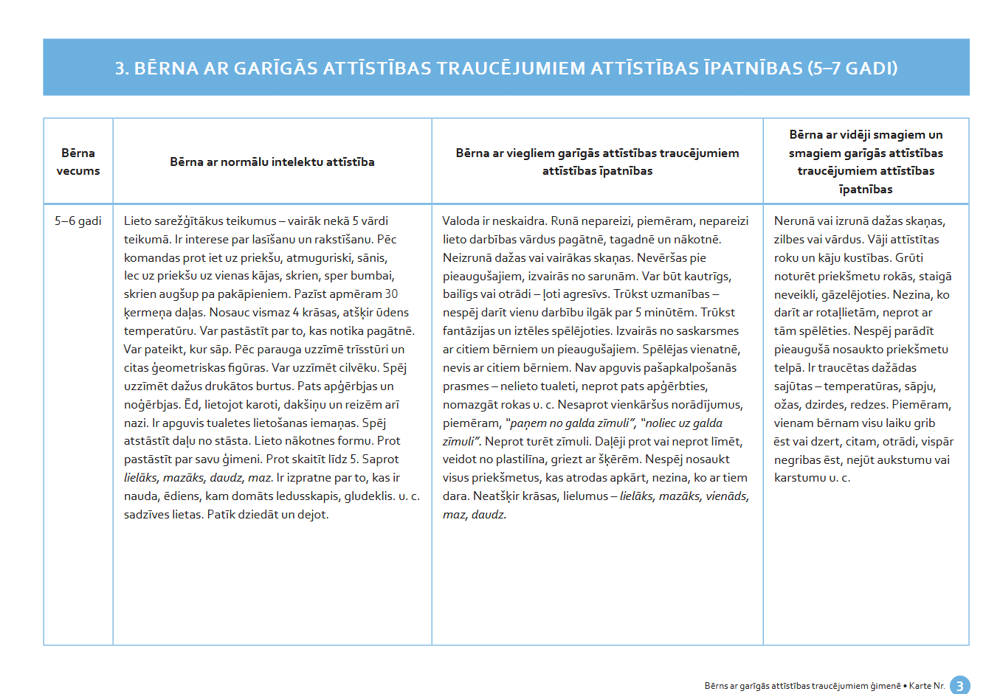 3. BĒRNA AR GARĪGĀS ATTĪSTĪBAS TRAUCĒJUMIEM ATTĪSTĪBAS ĪPATNĪBAS (5–7 GADI)
Bērna
vecums
Bērna ar normālu intelektu attīstība
Bērna ar viegliem garīgās attīstības traucējumiem
attīstības īpatnības
Bērna ar vidēji smagiem un
smagiem garīgās attīstības
traucējumiem attīstības
īpatnības
5–6 gadi
Lieto sarežģītākus teikumus – vairāk nekā 5 vārdi
teikumā. Ir interese par lasīšanu un rakstīšanu. Pēc
komandas prot iet uz priekšu, atmuguriski, sānis,
lec uz priekšu uz vienas kājas, skrien, sper bumbai,
skrien augšup pa pakāpieniem. Pazīst apmēram 30
ķermeņa daļas. Nosauc vismaz 4 krāsas, atšķir ūdens
temperatūru. Var pastāstīt par to, kas notika pagātnē.
Var pateikt, kur sāp. Pēc parauga uzzīmē trīsstūri un
citas ģeometriskas figūras. Var uzzīmēt cilvēku. Spēj
uzzīmēt dažus drukātos burtus. Pats apģērbjas un
noģērbjas. Ēd, lietojot karoti, dakšiņu un reizēm arī
nazi. Ir apguvis tualetes lietošanas iemaņas. Spēj
atstāstīt daļu no stāsta. Lieto nākotnes formu. Prot
pastāstīt par savu ģimeni. Prot skaitīt līdz 5. Saprot
lielāks, mazāks, daudz, maz. Ir izpratne par to, kas ir
nauda, ēdiens, kam domāts ledusskapis, gludeklis. u. c.
sadzīves lietas. Patīk dziedāt un dejot.
Valoda ir neskaidra. Runā nepareizi, piemēram, nepareizi
lieto darbības vārdus pagātnē, tagadnē un nākotnē.
Neizrunā dažas vai vairākas skaņas. Nevēršas pie
pieaugušajiem, izvairās no sarunām. Var būt kautrīgs,
bailīgs vai otrādi – ļoti agresīvs. Trūkst uzmanības –
nespēj darīt vienu darbību ilgāk par 5 minūtēm. Trūkst
fantāzijas un iztēles spēlējoties. Izvairās no saskarsmes
ar citiem bērniem un pieaugušajiem. Spēlējas vienatnē,
nevis ar citiem bērniem. Nav apguvis pašapkalpošanās
prasmes – nelieto tualeti, neprot pats apģērbties,
nomazgāt rokas u. c. Nesaprot vienkāršus norādījumus,
piemēram, “paņem no galda zīmuli”, “noliec uz galda
zīmuli”. Neprot turēt zīmuli. Daļēji prot vai neprot līmēt,
veidot no plastilīna, griezt ar šķērēm. Nespēj nosaukt
visus priekšmetus, kas atrodas apkārt, nezina, ko ar tiem
dara. Neatšķir krāsas, lielumus – lielāks, mazāks, vienāds,
maz, daudz.
Nerunā vai izrunā dažas skaņas,
zilbes vai vārdus. Vāji attīstītas
roku un kāju kustības. Grūti
noturēt priekšmetu rokās, staigā
neveikli, gāzelējoties. Nezina, ko
darīt ar rotaļlietām, neprot ar
tām spēlēties. Nespēj parādīt
pieaugušā nosaukto priekšmetu
telpā. Ir traucētas dažādas
sajūtas – temperatūras, sāpju,
ožas, dzirdes, redzes. Piemēram,
vienam bērnam visu laiku grib
ēst vai dzert, citam, otrādi, vispār
negribas ēst, nejūt aukstumu vai
karstumu u. c.
Bērns ar garīgās attīstības traucējumiem ģimenē • Karte Nr. 3